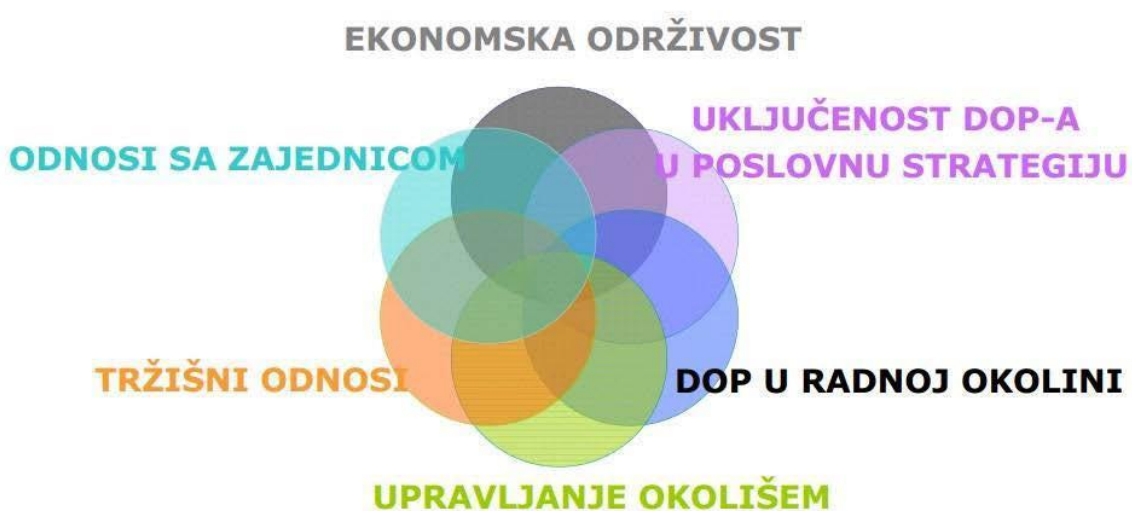 EKONOMSKA ODRŽIVOST
UKLJUČENOST DOP-A
U POSLOVNU STRATEGIJU
ODNOSI SA ZAJEDNICOM
TRŽIŠNI ODNOSI
DOP U RADNOJ OKOLINI
UPRAVLJANJE OKOLIŠEM